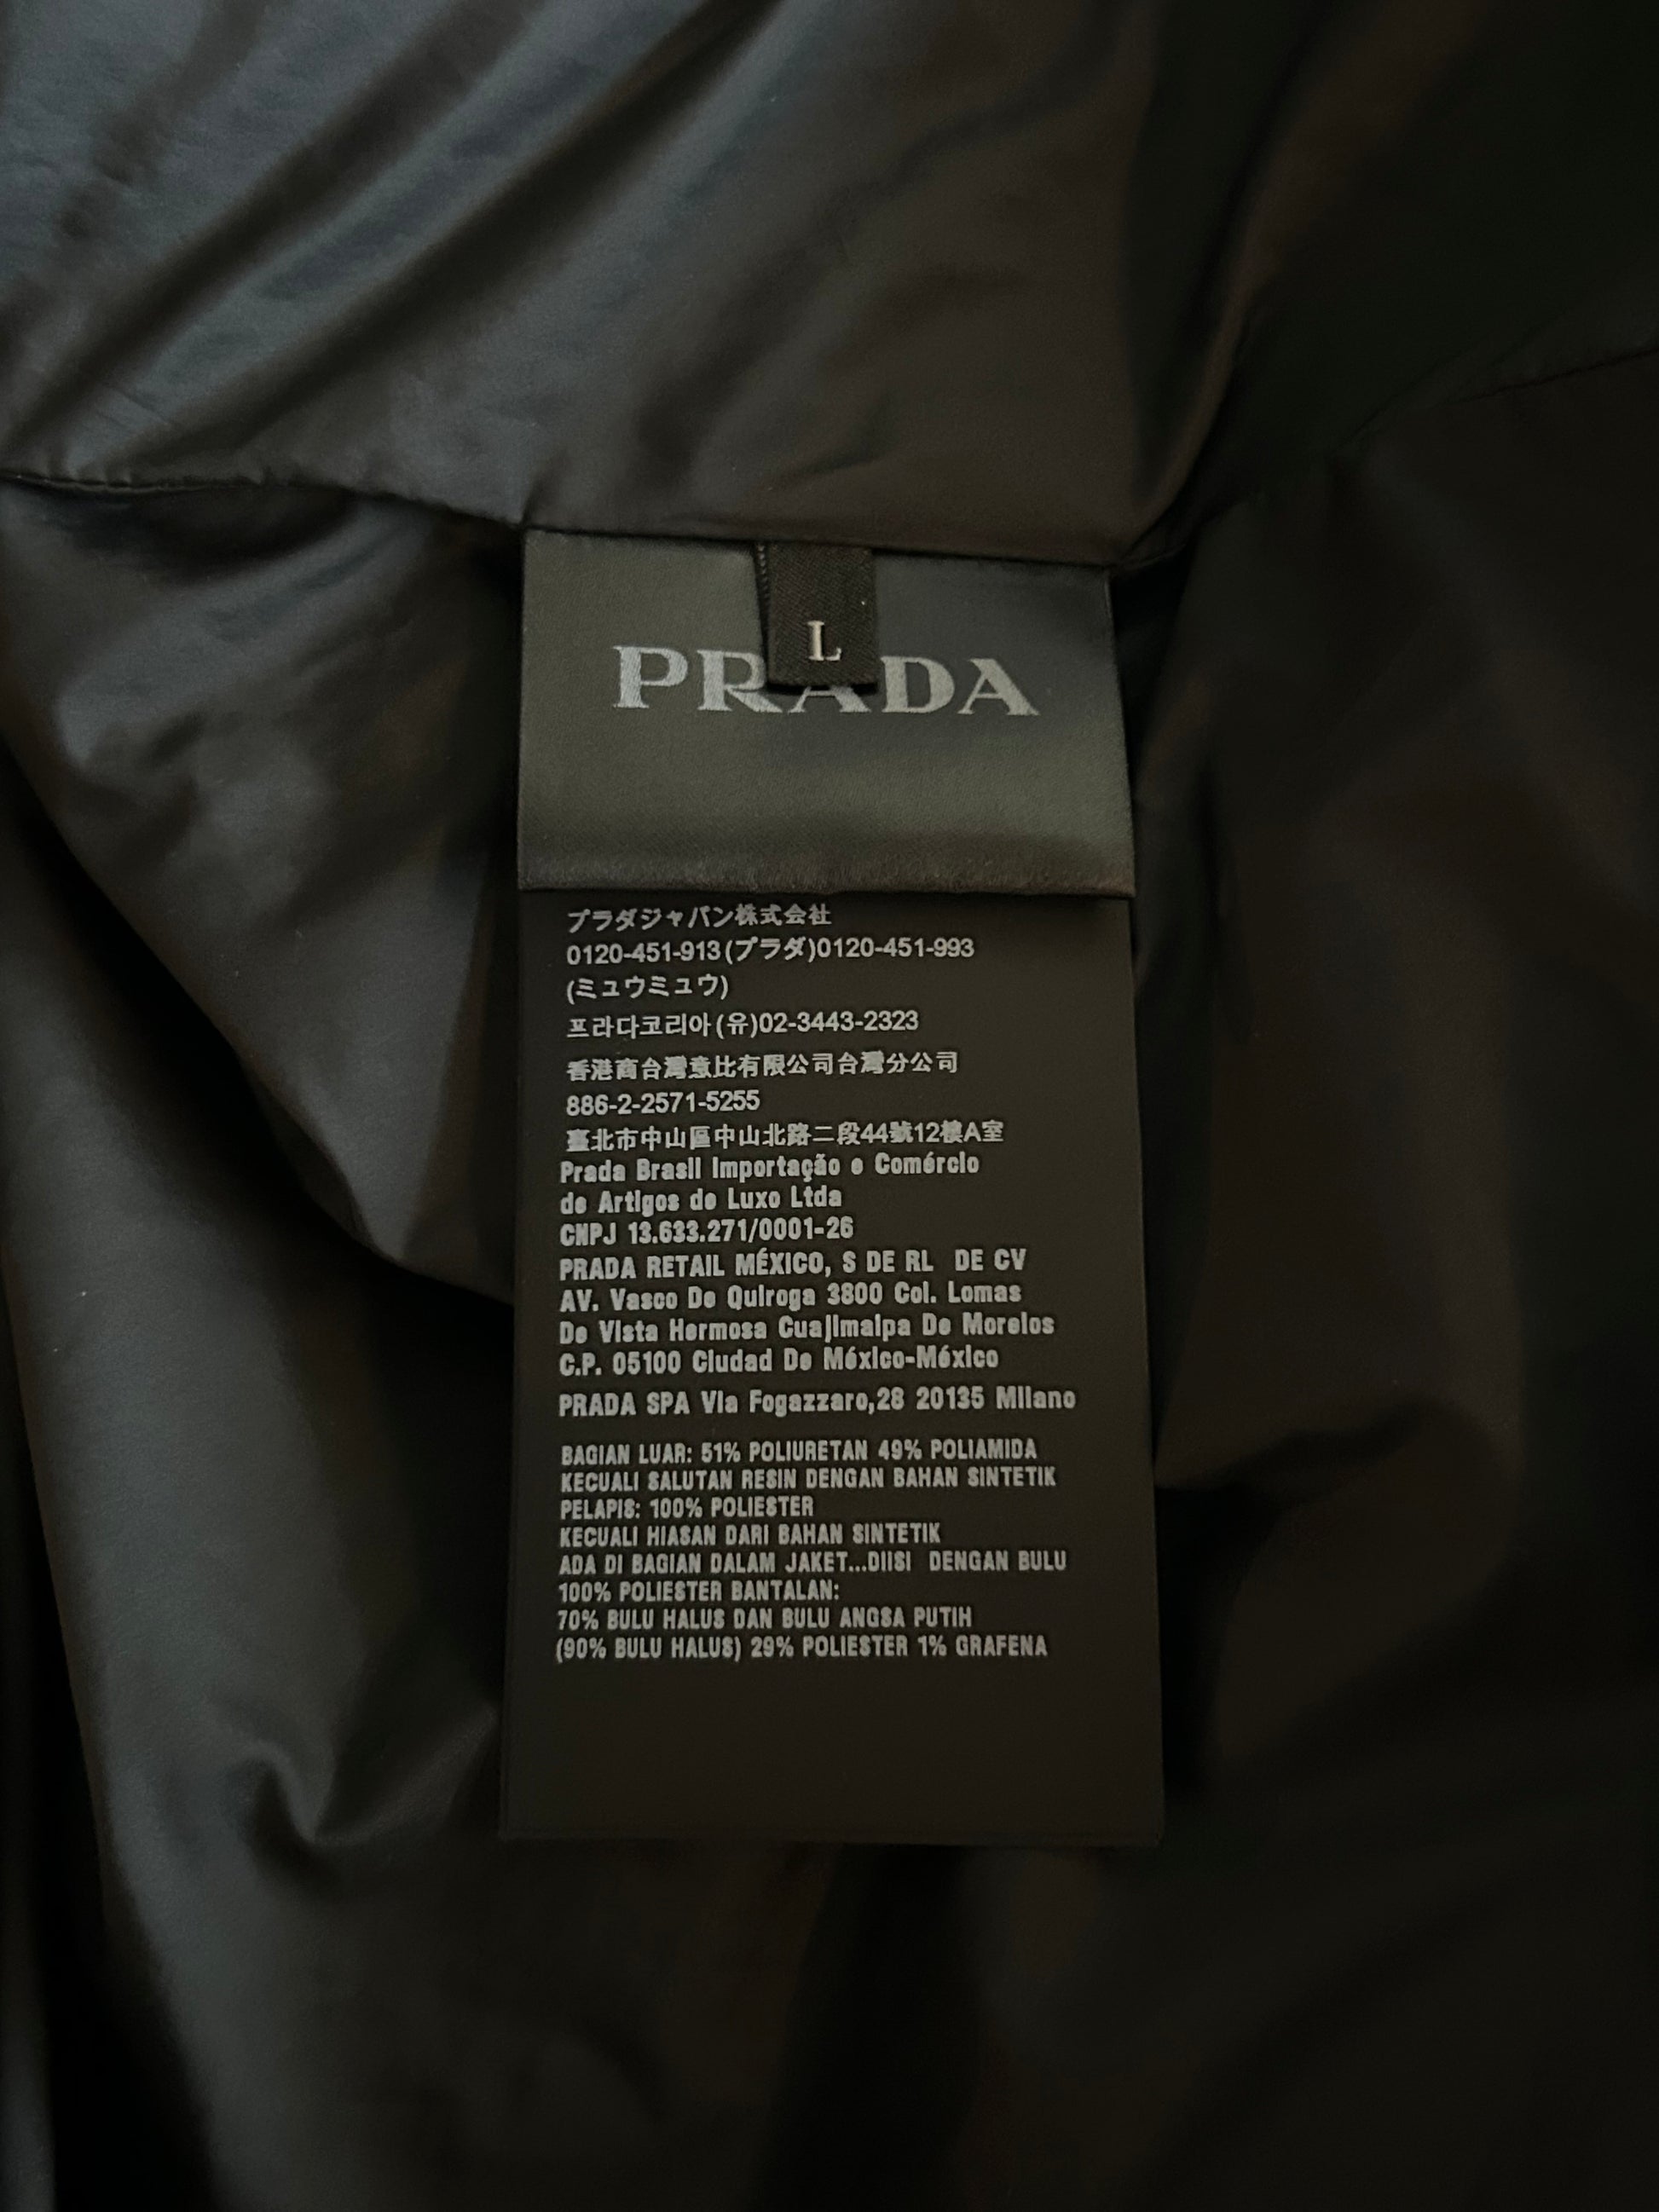 L
PRADA
プラダジャパン株式会社
0120-451-913(プラダ)0120-451-993
(ミュウミュウ)
프라다코리아(유)02-3443-2323
香港商台灣意比有限公司台灣分公司
886-2-2571-5255
臺北市中山區中山北路二段44號12樓A室
Prada Brasil Importação e Comércio
de Artigos de Luxo Ltda
CNPJ 13.633.271/0001-26
PRADA RETAIL MÉXICO, S DE RL DE CV
AV. Vasco De Quiroga 3800 Col. Lomas
De Vista Hermosa Cuajimalpa De Morelos
C.P. 05100 Ciudad De México-México
PRADA SPA Via Fogazzaro,28 20135 Milano
BAGIAN LUAR: 51% POLIURETAN 49% POLIAMIDA
KECUALI SALUTAN RESIN DENGAN BAHAN SINTETIK
PELAPIS: 100% POLIESTER
KECUALI HIASAN DARI BAHAN SINTETIK
ADA DI BAGIAN DALAM JAKET...DIISI DENGAN BULU
100% POLIESTER BANTALAN:
70% BULU HALUS DAN BULU ANGSA PUTIH
(90% BULU HALUS) 29% POLIESTER 1% GRAFENA